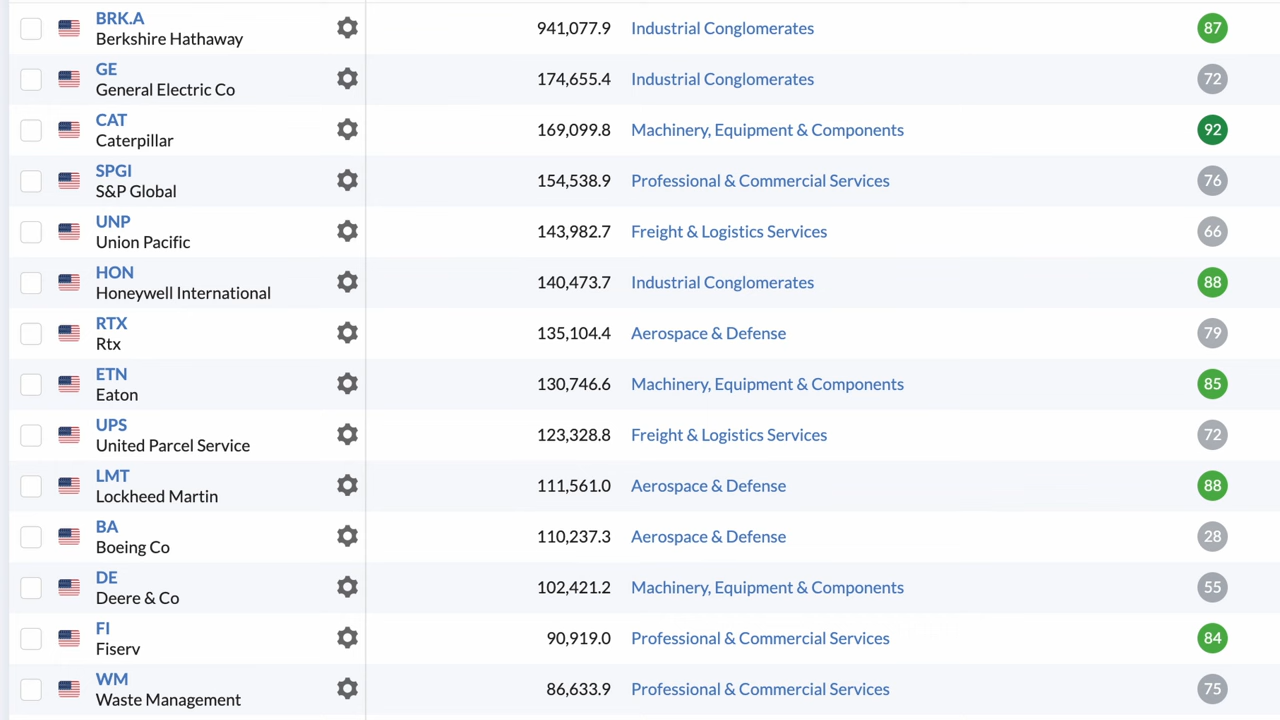 BRK.A
Berkshire Hathaway
941,077.9 Industrial Conglomerates 87
GE
General Electric Co
174,655.4 Industrial Conglomerates 72
CAT
Caterpillar
169,099.8 Machinery, Equipment & Components 92
SPGI
S&P Global
154,538.9 Professional & Commercial Services 76
UNP
Union Pacific
143,982.7 Freight & Logistics Services 66
HON
Honeywell International
140,473.7 Industrial Conglomerates 88
RTX
Rtx
135,104.4 Aerospace & Defense 79
ETN
Eaton
130,746.6 Machinery, Equipment & Components 85
UPS
United Parcel Service
123,328.8 Freight & Logistics Services 72
LMT
Lockheed Martin
111,561.0 Aerospace & Defense 88
BA
Boeing Co
110,237.3 Aerospace & Defense 28
DE
Deere & Co
102,421.2 Machinery, Equipment & Components 55
FI
Fiserv
90,919.0 Professional & Commercial Services 84
WM
Waste Management
86,633.9 Professional & Commercial Services 75